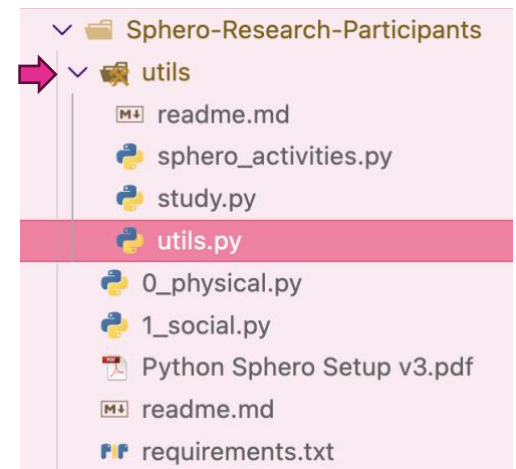 Sphero-Research-Participants
utils
M↓ readme.md
sphero_activities.py
study.py
utils.py
0_physical.py
1_social.py
Python Sphero Setup v3.pdf
M↓ readme.md
requirements.txt